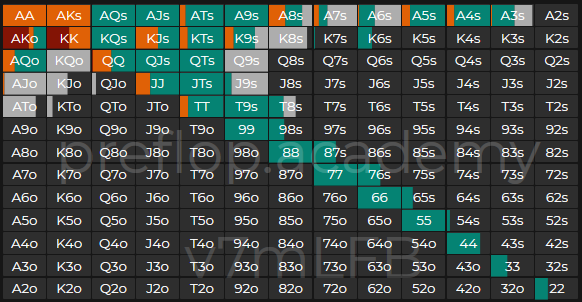 AA AKs AQs AJs ATs A9s A8s A7s A6s A5s A4s A3s A2s
AKo KK KQs KJs KTs K9s K8s K7s K6s K5s K4s K3s K2s
AQo KQo QQ QJs QTs Q9s Q8s Q7s Q6s Q5s Q4s Q3s Q2s
AJo KJo QJo JJ JTs J9s J8s J7s J6s J5s J4s J3s J2s
ATo KTo QTo JTo TT T9s T8s T7s T6s T5s T4s T3s T2s
A9o K9o Q9o J9o T9o 99 98s 97s 96s 95s 94s 93s 92s
A8o K8o Q8o J8o T8o 98o 88 87s 86s 85s 84s 83s 82s
preflop.academy
A7o K7o Q7o J7o T7o 97o 87o 77 76s 75s 74s 73s 72s
A6o K6o Q6o J6o T6o 96o 86o 76o 66 65s 64s 63s 62s
A5o K5o Q5o J5o T5o 95o 85o 75o 65o 55 54s 53s 52s
A4o K4o Q4o J4o T4o 94o 84o 74o 64o 54o 44 43s 42s
v7mLFB
A3o K3o Q3o J3o T3o 93o 83o 73o 63o 53o 43o 33 32s
A2o K2o Q2o J2o T2o 92o 82o 72o 62o 52o 42o 32o 22